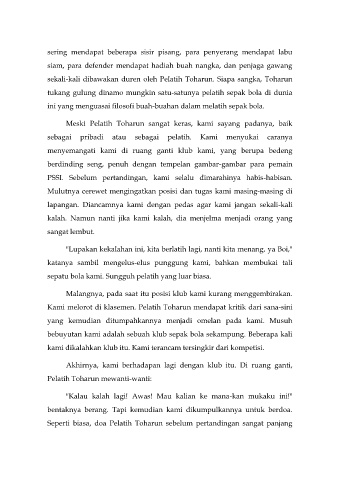 sering mendapat beberapa sisir pisang, para penyerang mendapat labu
siam, para defender mendapat hadiah buah nangka, dan penjaga gawang
sekali-kali dibawakan duren oleh Pelatih Toharun. Siapa sangka, Toharun
tukang gulung dinamo mungkin satu-satunya pelatih sepak bola di dunia
ini yang menguasai filosofi buah-buahan dalam melatih sepak bola.
Meski Pelatih Toharun sangat keras, kami sayang padanya, baik
sebagai pribadi atau sebagai pelatih. Kami menyukai caranya
menyemangati kami di ruang ganti klub kami, yang berupa bedeng
berdinding seng, penuh dengan tempelan gambar-gambar para pemain
PSSI. Sebelum pertandingan, kami selalu dimarahinya habis-habisan.
Mulutnya cerewet mengingatkan posisi dan tugas kami masing-masing di
lapangan. Diancamnya kami dengan pedas agar kami jangan sekali-kali
kalah. Namun nanti jika kami kalah, dia menjelma menjadi orang yang
sangat lembut.
"Lupakan kekalahan ini, kita berlatih lagi, nanti kita menang, ya Boi,"
katanya sambil mengelus-elus punggung kami, bahkan membukai tali
sepatu bola kami. Sungguh pelatih yang luar biasa.
Malangnya, pada saat itu posisi klub kami kurang menggembirakan.
Kami melorot di klasemen. Pelatih Toharun mendapat kritik dari sana-sini
yang kemudian ditumpahkannya menjadi omelan pada kami. Musuh
bebuyutan kami adalah sebuah klub sepak bola sekampung. Beberapa kali
kami dikalahkan klub itu. Kami terancam tersingkir dari kompetisi.
Akhirnya, kami berhadapan lagi dengan klub itu. Di ruang ganti,
Pelatih Toharun mewanti-wanti:
"Kalau kalah lagi! Awas! Mau kalian ke mana-kan mukaku ini!"
bentaknya berang. Tapi kemudian kami dikumpulkannya untuk berdoa.
Seperti biasa, doa Pelatih Toharun sebelum pertandingan sangat panjang